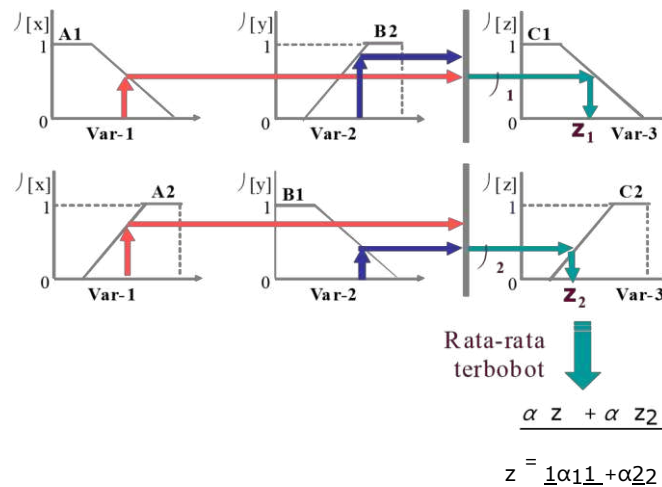 [x] [y] [z]
1 A1 1 B2 1 C1
1
0 0 0
Var-1 Var-2 z1 Var-3
[x] [y] [z]
1 A2 1 B1 1 C2
2
0 0 0
Var-1 Var-2 z2 Var-3
Rata-rata
terbobot
α z + α z2
z = 1α11 +α22